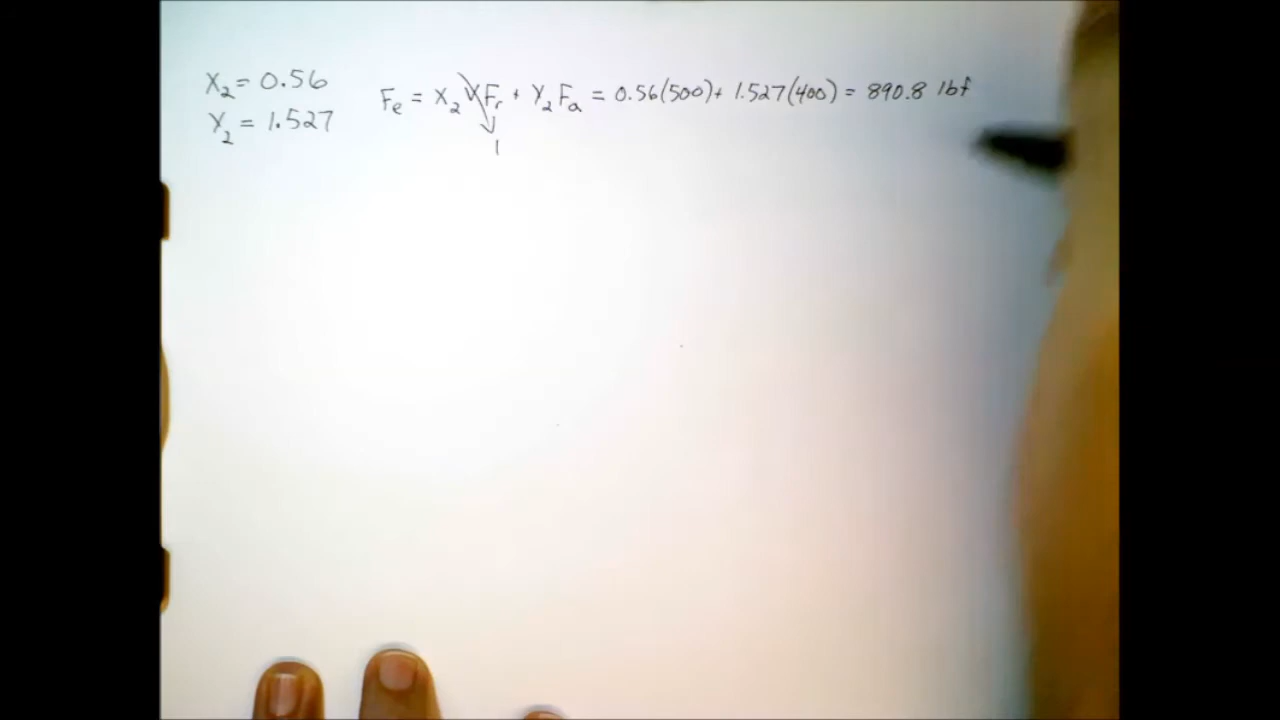 X₂ = 0.56
Y₂ = 1.527
Fₑ = X₂ V Fᵣ + Y₂ Fₐ = 0.56(500) + 1.527(400) = 890.8 lbf
1